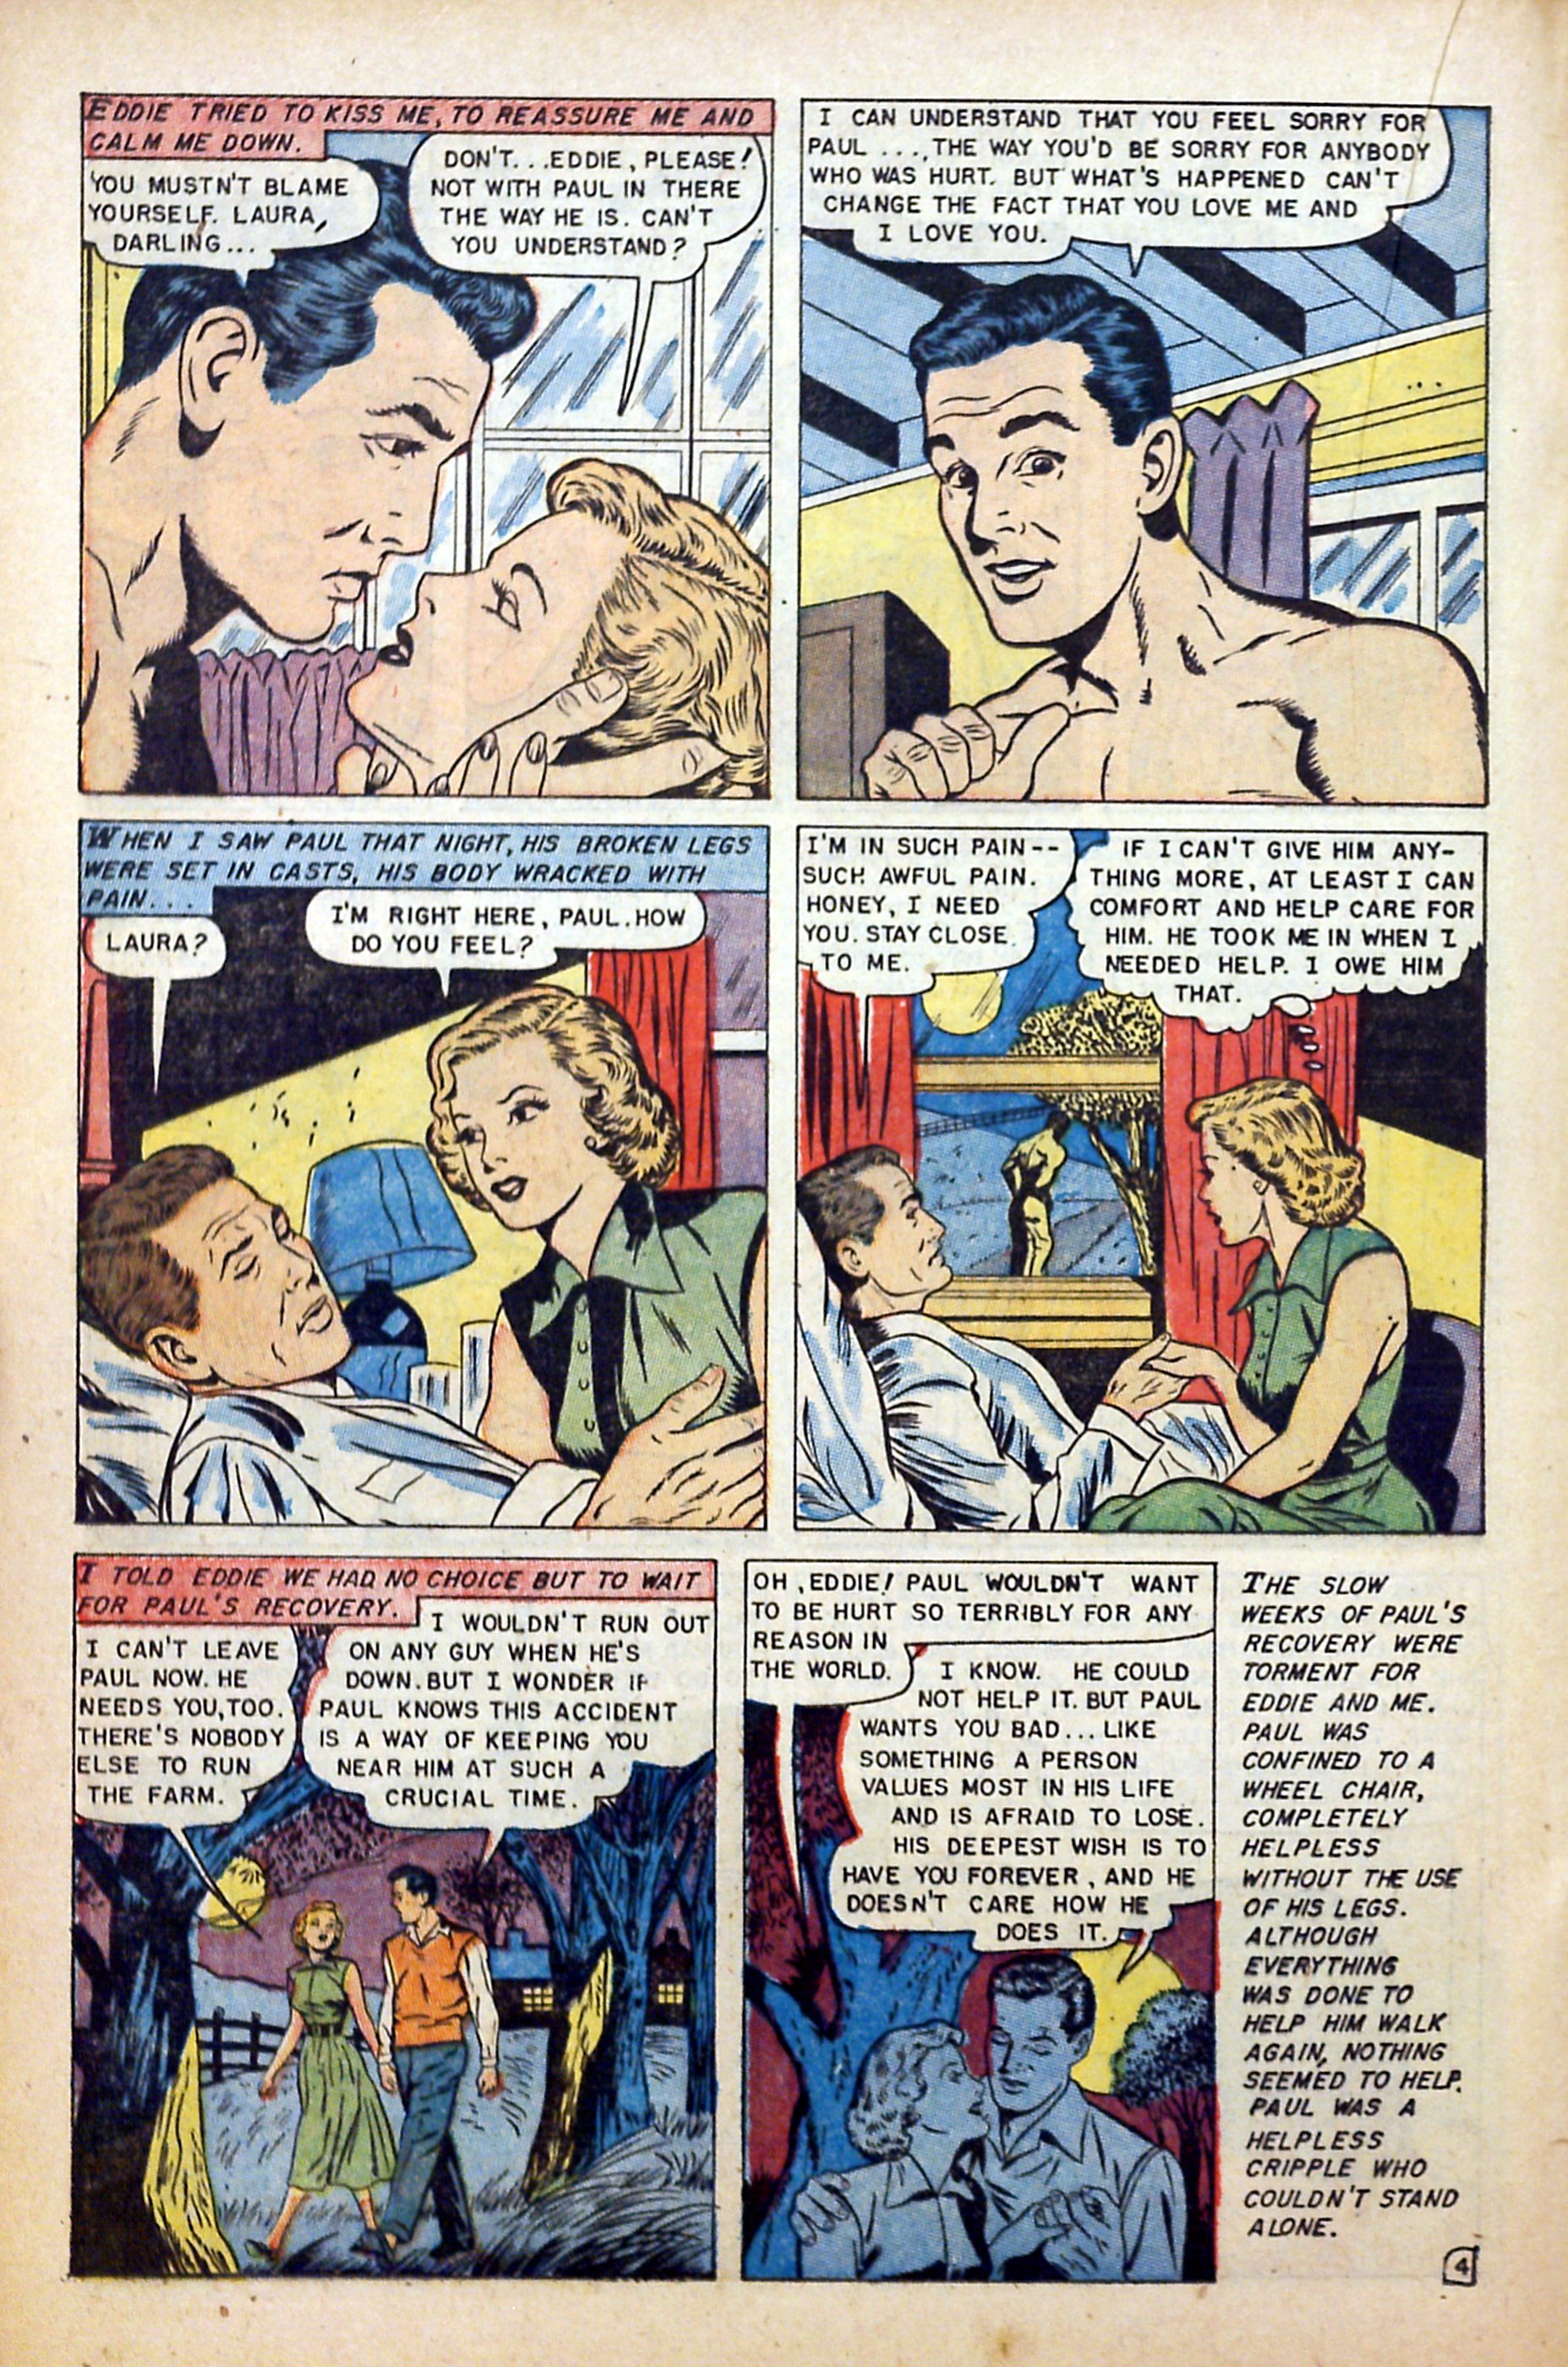 EDDIE TRIED TO KISS ME, TO REASSURE ME AND
CALM ME DOWN.
YOU MUSTN'T BLAME
YOURSELF. LAURA,
DARLING...
DON'T...EDDIE, PLEASE!
NOT WITH PAUL IN THERE
THE WAY HE IS. CAN'T
YOU UNDERSTAND?
I CAN UNDERSTAND THAT YOU FEEL SORRY FOR
PAUL ...,THE WAY YOU'D BE SORRY FOR ANYBODY
WHO WAS HURT. BUT WHAT'S HAPPENED CAN'T
CHANGE THE FACT THAT YOU LOVE ME AND
I LOVE YOU.
WHEN I SAW PAUL THAT NIGHT, HIS BROKEN LEGS
WERE SET IN CASTS, HIS BODY WRACKED WITH
PAIN...
LAURA?
I'M RIGHT HERE, PAUL. HOW
DO YOU FEEL?
I'M IN SUCH PAIN--
SUCH AWFUL PAIN.
HONEY, I NEED
YOU. STAY CLOSE
TO ME.
IF I CAN'T GIVE HIM ANY-
THING MORE, AT LEAST I CAN
COMFORT AND HELP CARE FOR
HIM. HE TOOK ME IN WHEN I
NEEDED HELP. I OWE HIM
THAT.
I TOLD EDDIE WE HAD NO CHOICE BUT TO WAIT
FOR PAUL'S RECOVERY.
I CAN'T LEAVE
PAUL NOW. HE
NEEDS YOU, TOO.
THERE'S NOBODY
ELSE TO RUN
THE FARM.
I WOULDN'T RUN OUT
ON ANY GUY WHEN HE'S
DOWN. BUT I WONDER IF
PAUL KNOWS THIS ACCIDENT
IS A WAY OF KEEPING YOU
NEAR HIM AT SUCH A
CRUCIAL TIME.
OH, EDDIE! PAUL WOULDN'T WANT
TO BE HURT SO TERRIBLY FOR ANY
REASON IN
THE WORLD.
I KNOW. HE COULD
NOT HELP IT. BUT PAUL
WANTS YOU BAD...LIKE
SOMETHING A PERSON
VALUES MOST IN HIS LIFE
AND IS AFRAID TO LOSE.
HIS DEEPEST WISH IS TO
HAVE YOU FOREVER, AND HE
DOESN'T CARE HOW HE
DOES IT.
THE SLOW
WEEKS OF PAUL'S
RECOVERY WERE
TORMENT FOR
EDDIE AND ME.
PAUL WAS
CONFINED TO A
WHEEL CHAIR,
COMPLETELY
HELPLESS
WITHOUT THE USE
OF HIS LEGS.
ALTHOUGH
EVERYTHING
WAS DONE TO
HELP HIM WALK
AGAIN, NOTHING
SEEMED TO HELP.
PAUL WAS A
HELPLESS
CRIPPLE WHO
COULDN'T STAND
ALONE.
4